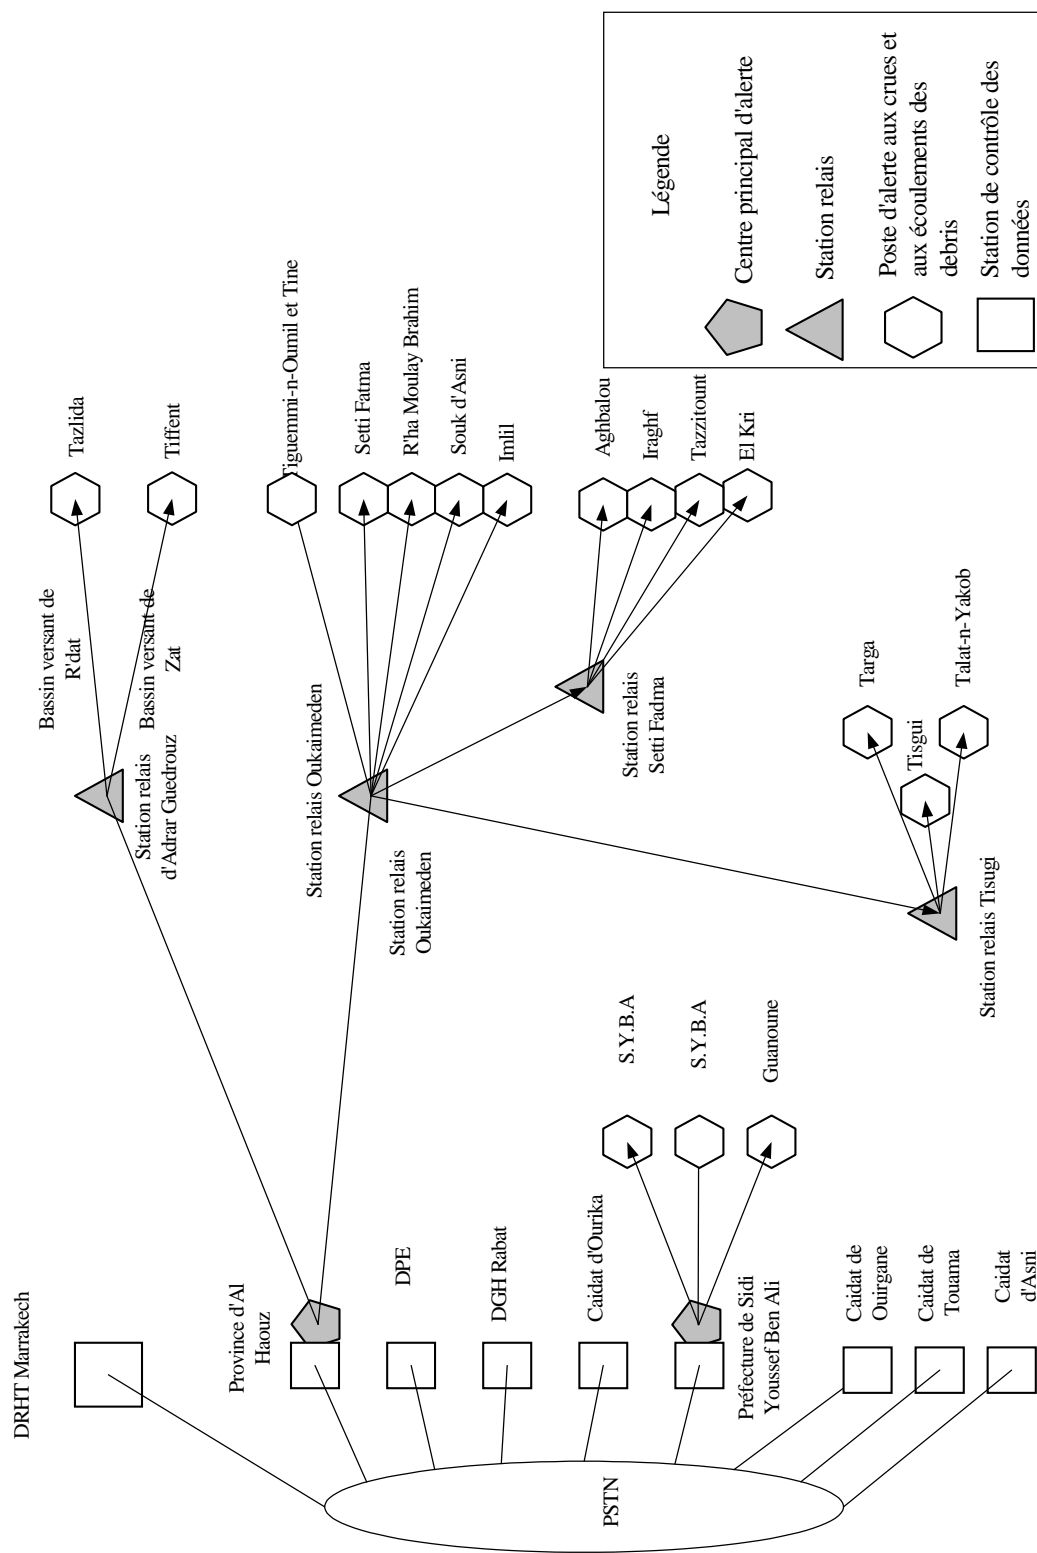 DRHT Marrakech
Province d'Al
Haouz
DPE
DGH Rabat
Caidat d'Ourika
Préfecture de Sidi
Youssef Ben Ali
Caidat de
Ouirgane
Caidat de
Touama
Caidat
d'Asni
PSTN
S.Y.B.A
S.Y.B.A
Guanoune
Station relais
d'Adrar Guedrouz
Bassin versant de
R'dat
Bassin versant de
Zat
Tazlida
Tiffent
Station relais Oukaimeden
Station relais
Oukaimeden
Tiguemmi-n-Oumil et Tine
Setti Fatma
R'ha Moulay Brahim
Souk d'Asni
Imlil
Station relais
Setti Fadma
Aghbalou
Iraghf
Tazzitount
El Kri
Station relais Tisugi
Targa
Tisgui
Talat-n-Yakob
Légende
Centre principal d'alerte
Station relais
Poste d'alerte aux crues et
aux écoulements des
debris
Station de contrôle des
données